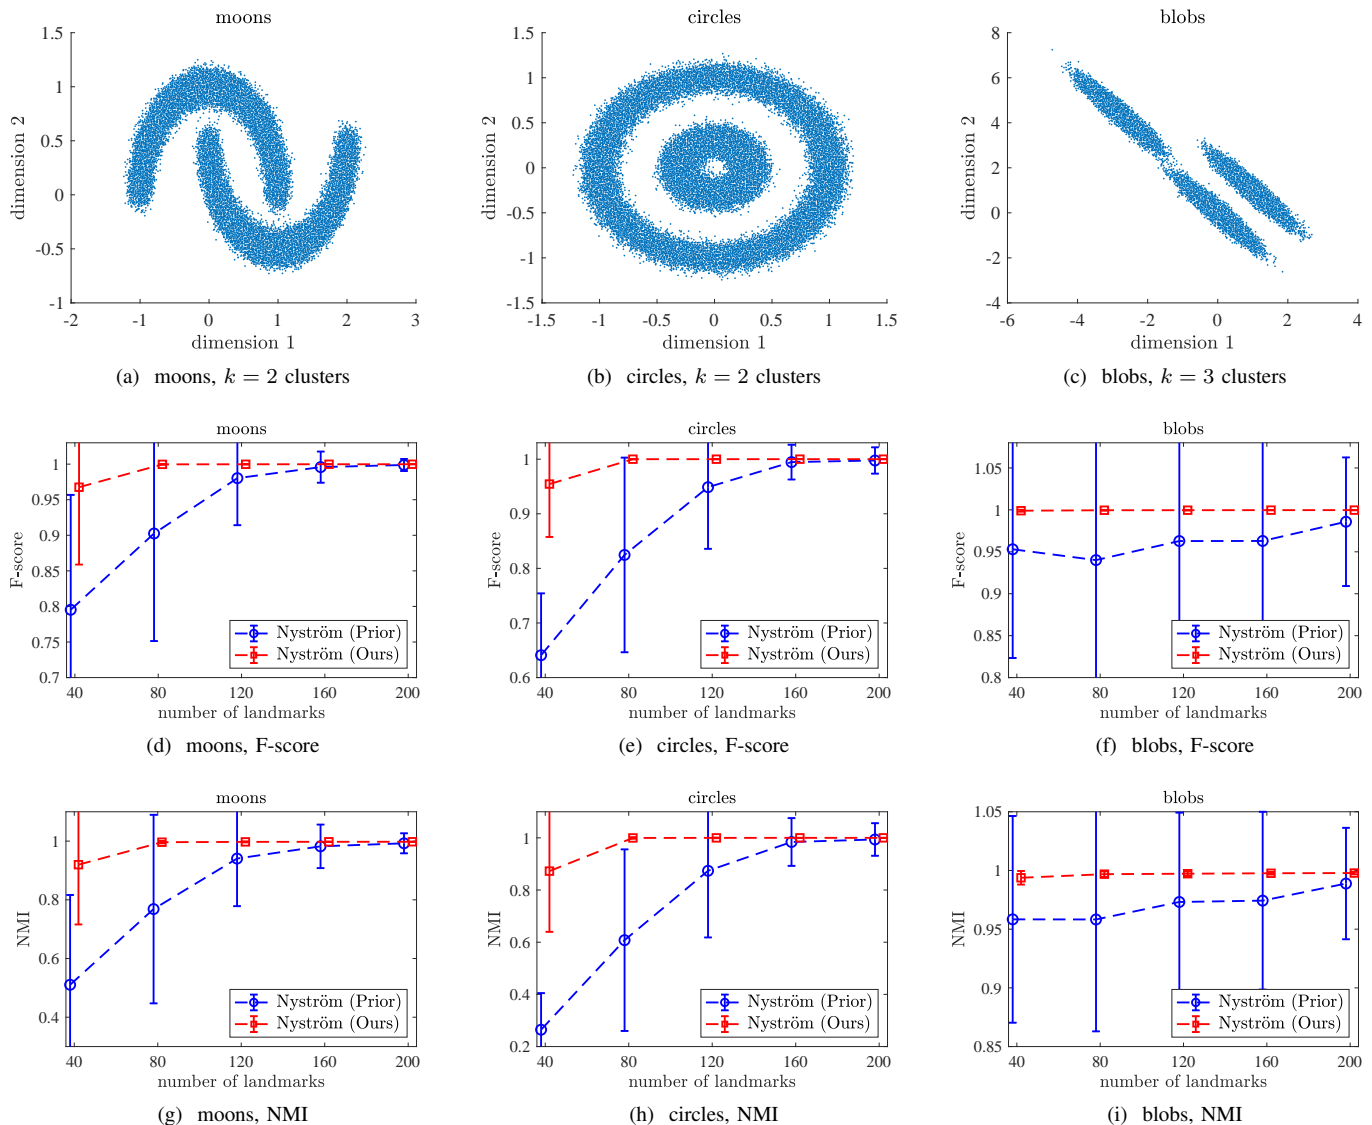 moons
1.5
1
0.5
0
-0.5
-1
dimension 2
-2 -1 0 1 2 3
dimension 1
(a) moons, k = 2 clusters
circles
1.5
1
0.5
0
-0.5
-1
-1.5
dimension 2
-1.5 -1 -0.5 0 0.5 1 1.5
dimension 1
(b) circles, k = 2 clusters
blobs
8
6
4
2
0
-2
-4
dimension 2
-6 -4 -2 0 2 4
dimension 1
(c) blobs, k = 3 clusters
moons
1
0.95
0.9
0.85
0.8
0.75
0.7
F-score
Nyström (Prior)
Nyström (Ours)
40 80 120 160 200
number of landmarks
(d) moons, F-score
circles
1
0.9
0.8
0.7
0.6
F-score
Nyström (Prior)
Nyström (Ours)
40 80 120 160 200
number of landmarks
(e) circles, F-score
blobs
1.05
1
0.95
0.9
0.85
0.8
F-score
Nyström (Prior)
Nyström (Ours)
40 80 120 160 200
number of landmarks
(f) blobs, F-score
moons
1
0.8
0.6
0.4
NMI
Nyström (Prior)
Nyström (Ours)
40 80 120 160 200
number of landmarks
(g) moons, NMI
circles
1
0.8
0.6
0.4
0.2
NMI
Nyström (Prior)
Nyström (Ours)
40 80 120 160 200
number of landmarks
(h) circles, NMI
blobs
1.05
1
0.95
0.9
0.85
NMI
Nyström (Prior)
Nyström (Ours)
40 80 120 160 200
number of landmarks
(i) blobs, NMI